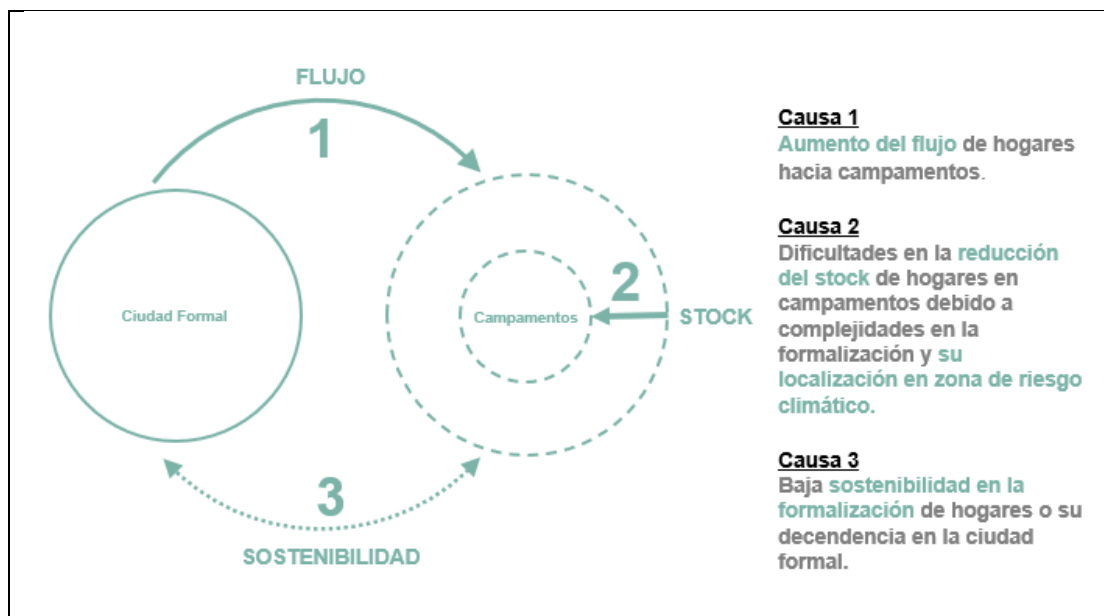 FLUJO
1
Ciudad Formal
Campamentos
2
STOCK
3
SOSTENIBILIDAD
Causa 1
Aumento del flujo de hogares
hacia campamentos.
Causa 2
Dificultades en la reducción
del stock de hogares en
campamentos debido a
complejidades en la
formalización y su
localización en zona de riesgo
climático.
Causa 3
Baja sostenibilidad en la
formalización de hogares o su
decendencia en la ciudad
formal.